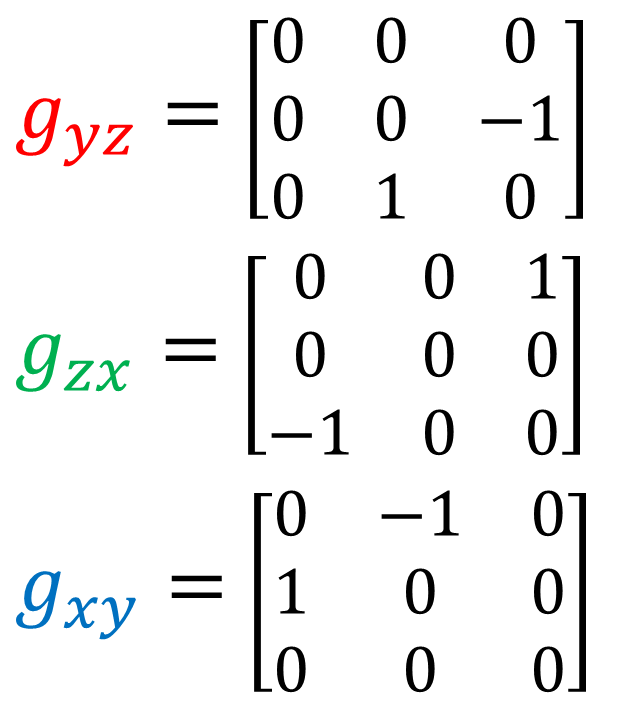 0 0 0
g_yz = 0 0 −1
0 1 0
0 0 1
g_zx = 0 0 0
−1 0 0
0 −1 0
g_xy = 1 0 0
0 0 0